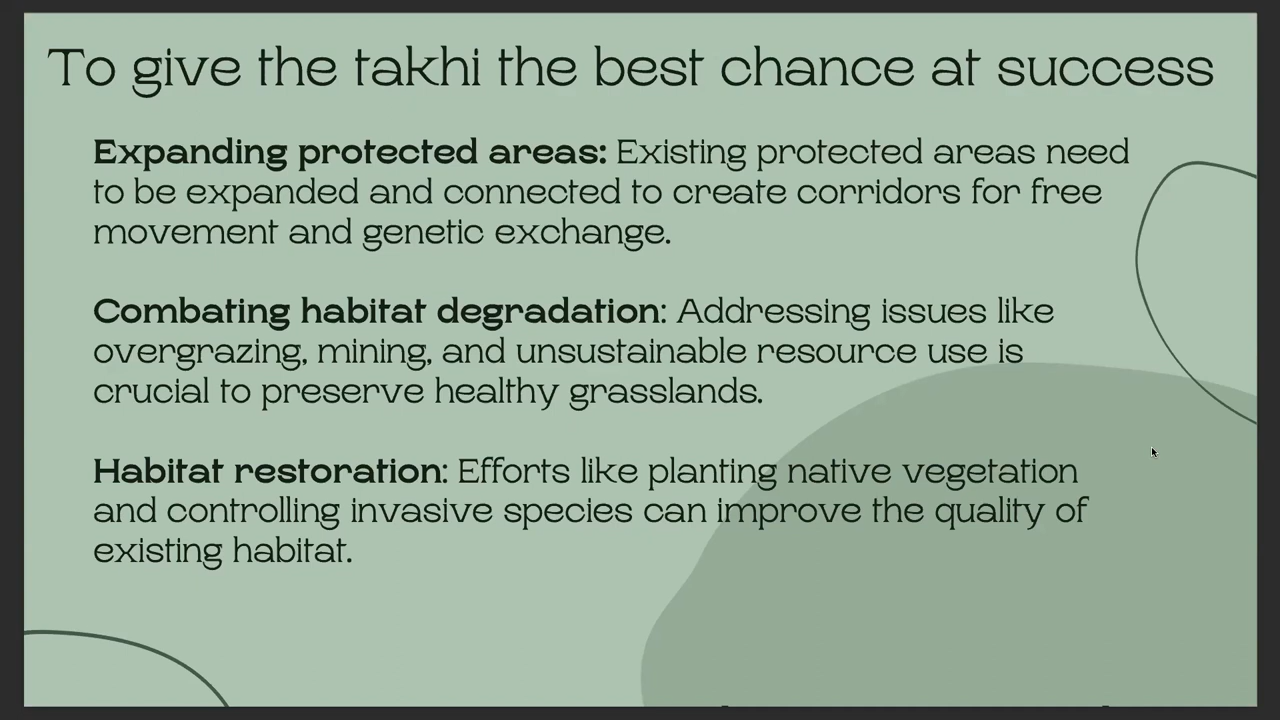 To give the takhi the best chance at success
Expanding protected areas: Existing protected areas need
to be expanded and connected to create corridors for free
movement and genetic exchange.
Combating habitat degradation: Addressing issues like
overgrazing, mining, and unsustainable resource use is
crucial to preserve healthy grasslands.
Habitat restoration: Efforts like planting native vegetation
and controlling invasive species can improve the quality of
existing habitat.